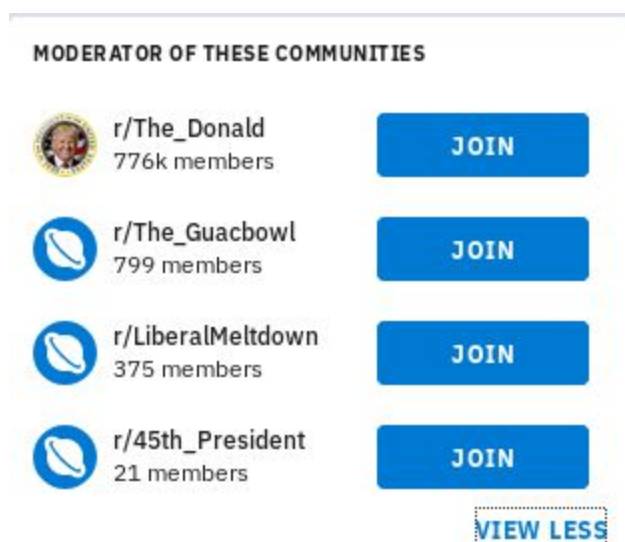 MODERATOR OF THESE COMMUNITIES
r/The_Donald
776k members
JOIN
r/The_Guacbowl
799 members
JOIN
r/LiberalMeltdown
375 members
JOIN
r/45th_President
21 members
JOIN
VIEW LESS